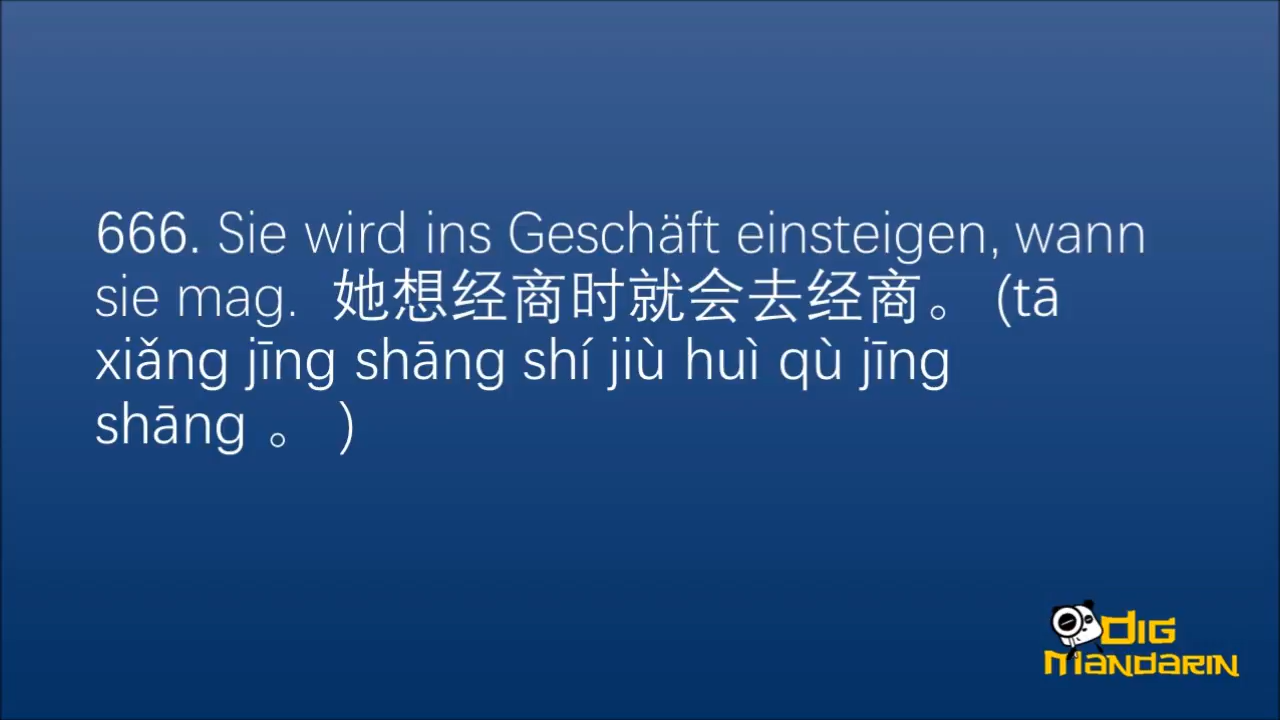 666. Sie wird ins Geschäft einsteigen, wann
sie mag. 她想经商时就会去经商。 (tā
xiǎng jīng shāng shí jiù huì qù jīng
shāng 。 )
DIG
MANDARIN